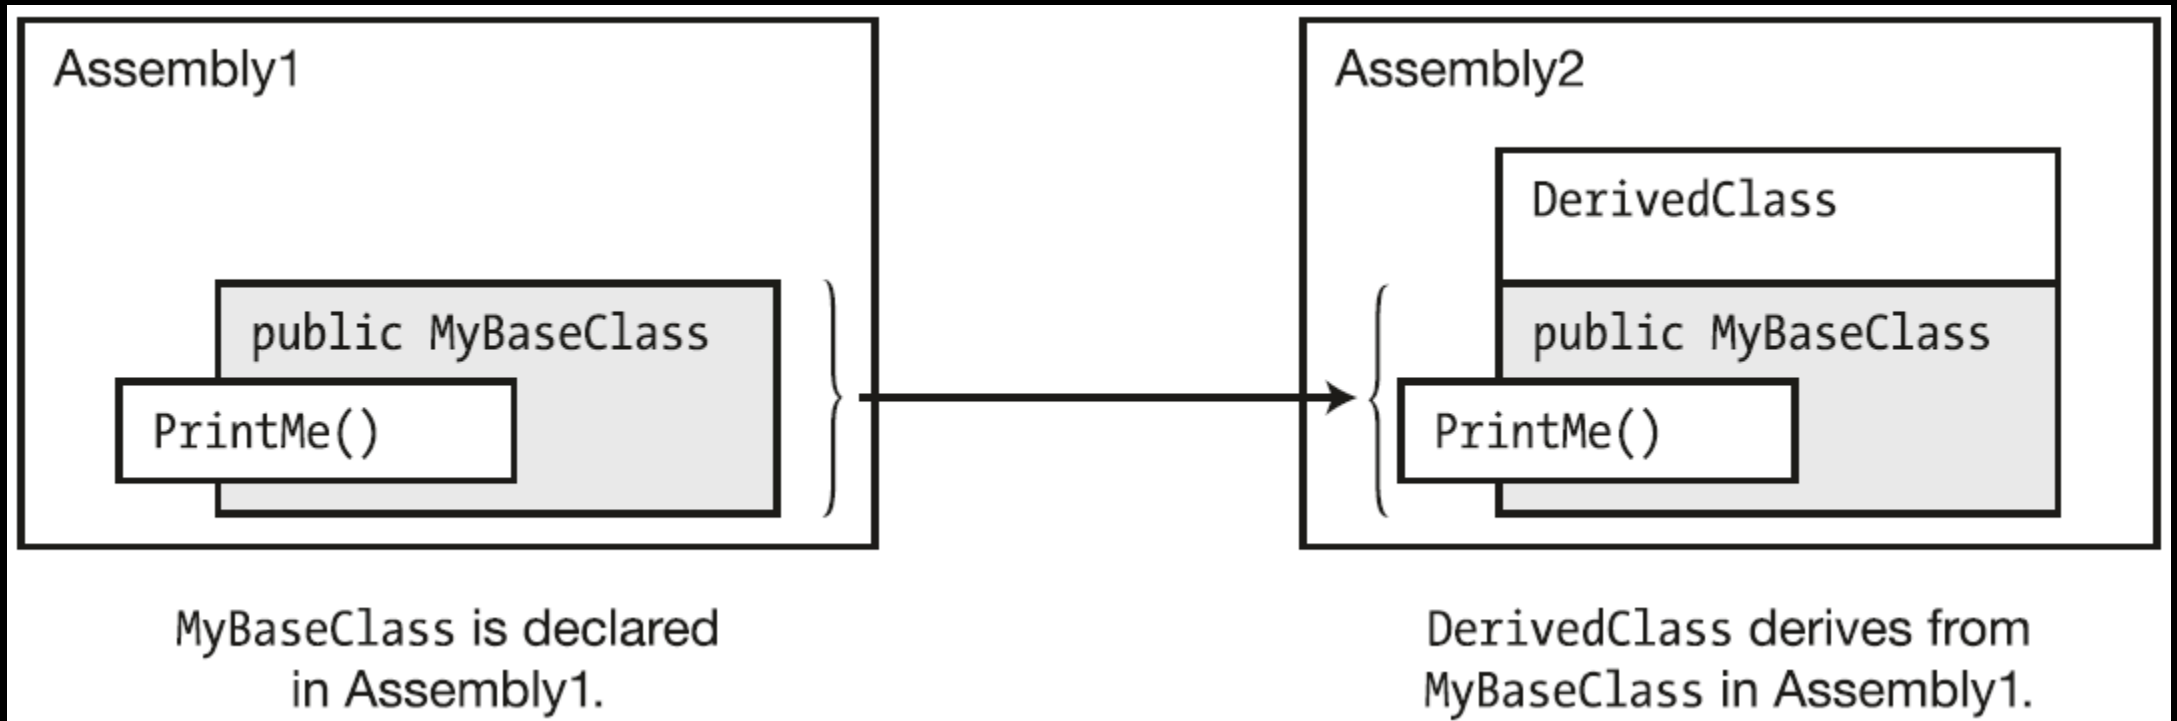 Assembly1
public MyBaseClass
PrintMe()
MyBaseClass is declared
in Assembly1.
Assembly2
DerivedClass
public MyBaseClass
PrintMe()
DerivedClass derives from
MyBaseClass in Assembly1.